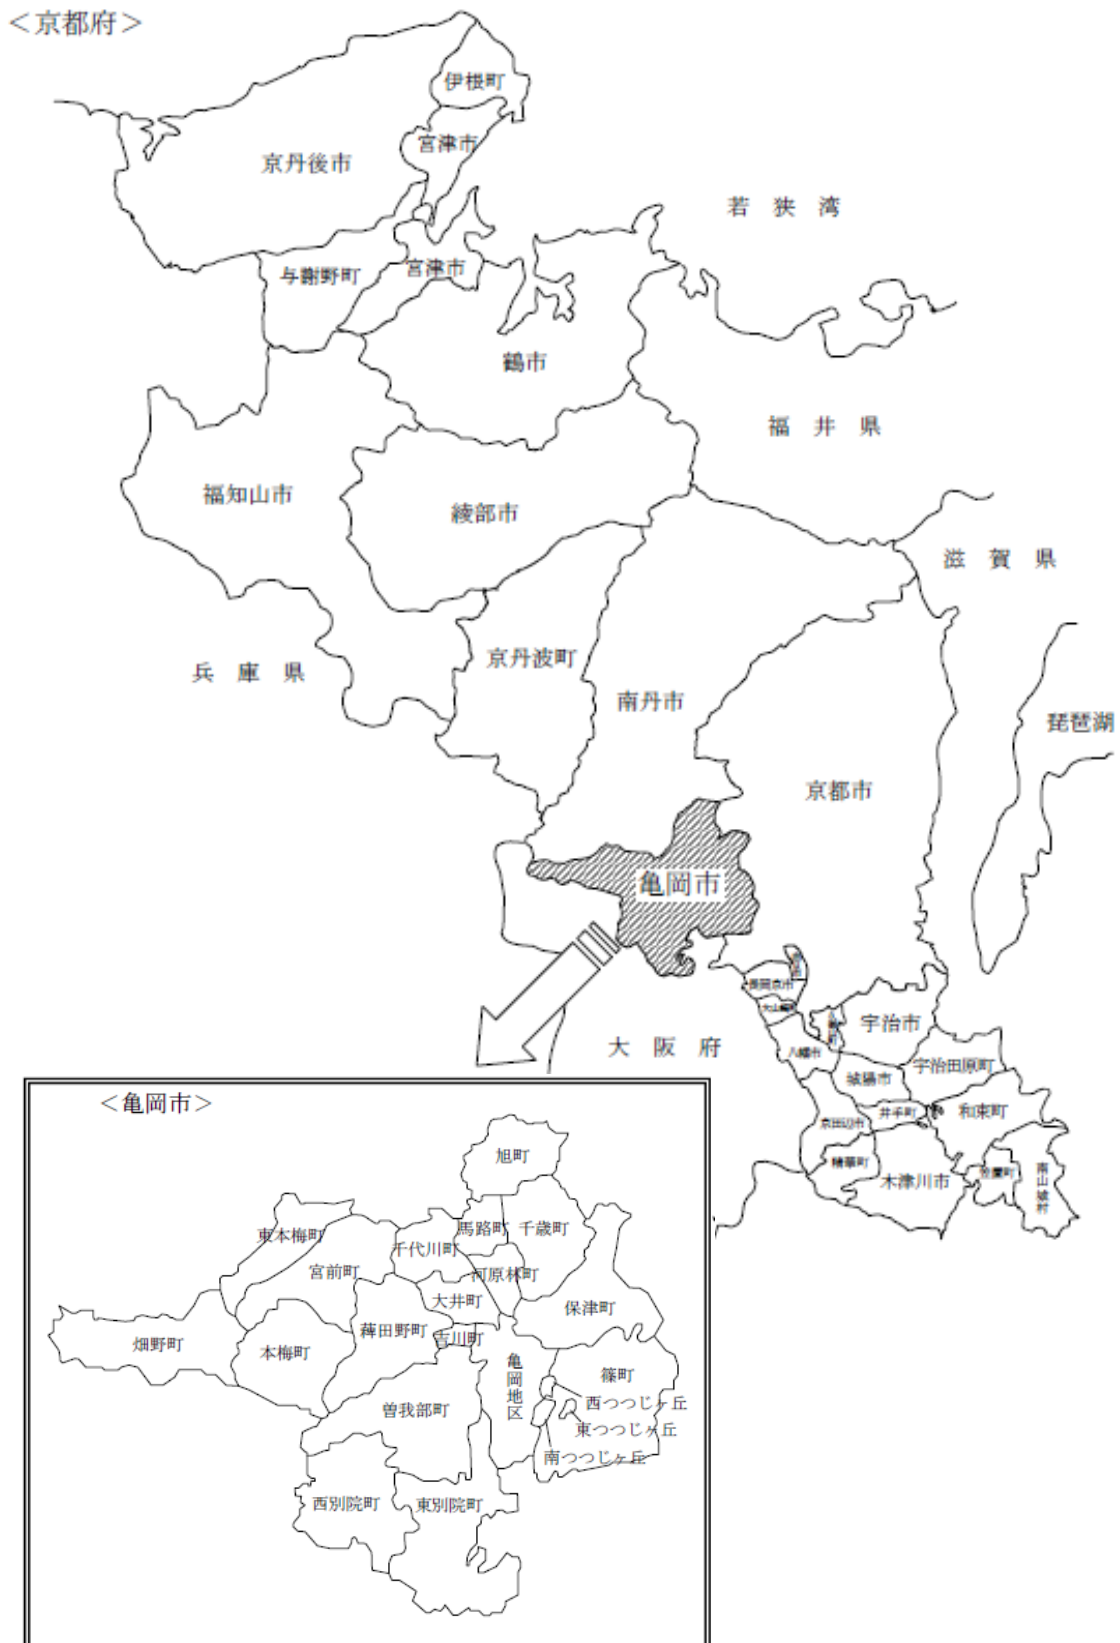 ＜京都府＞
伊根町
宮津市
京丹後市
若狭湾
与謝野町
宮津市
鶴市
福井県
福知山市
綾部市
滋賀県
兵庫県
京丹波町
南丹市
琵琶湖
京都市
亀岡市
長岡京市
宇治市
大阪府
八幡市
宇治田原町
城陽市
井手町
和束町
京田辺市
精華町
木津川市
笠置町
南山城村
＜亀岡市＞
旭町
馬路町
千歳町
東本梅町
千代川町
宮前町
河原林町
大井町
保津町
畑野町
本梅町
薭田野町
吉川町
亀岡地区
篠町
西つつじヶ丘
曽我部町
東つつじヶ丘
南つつじヶ丘
西別院町
東別院町